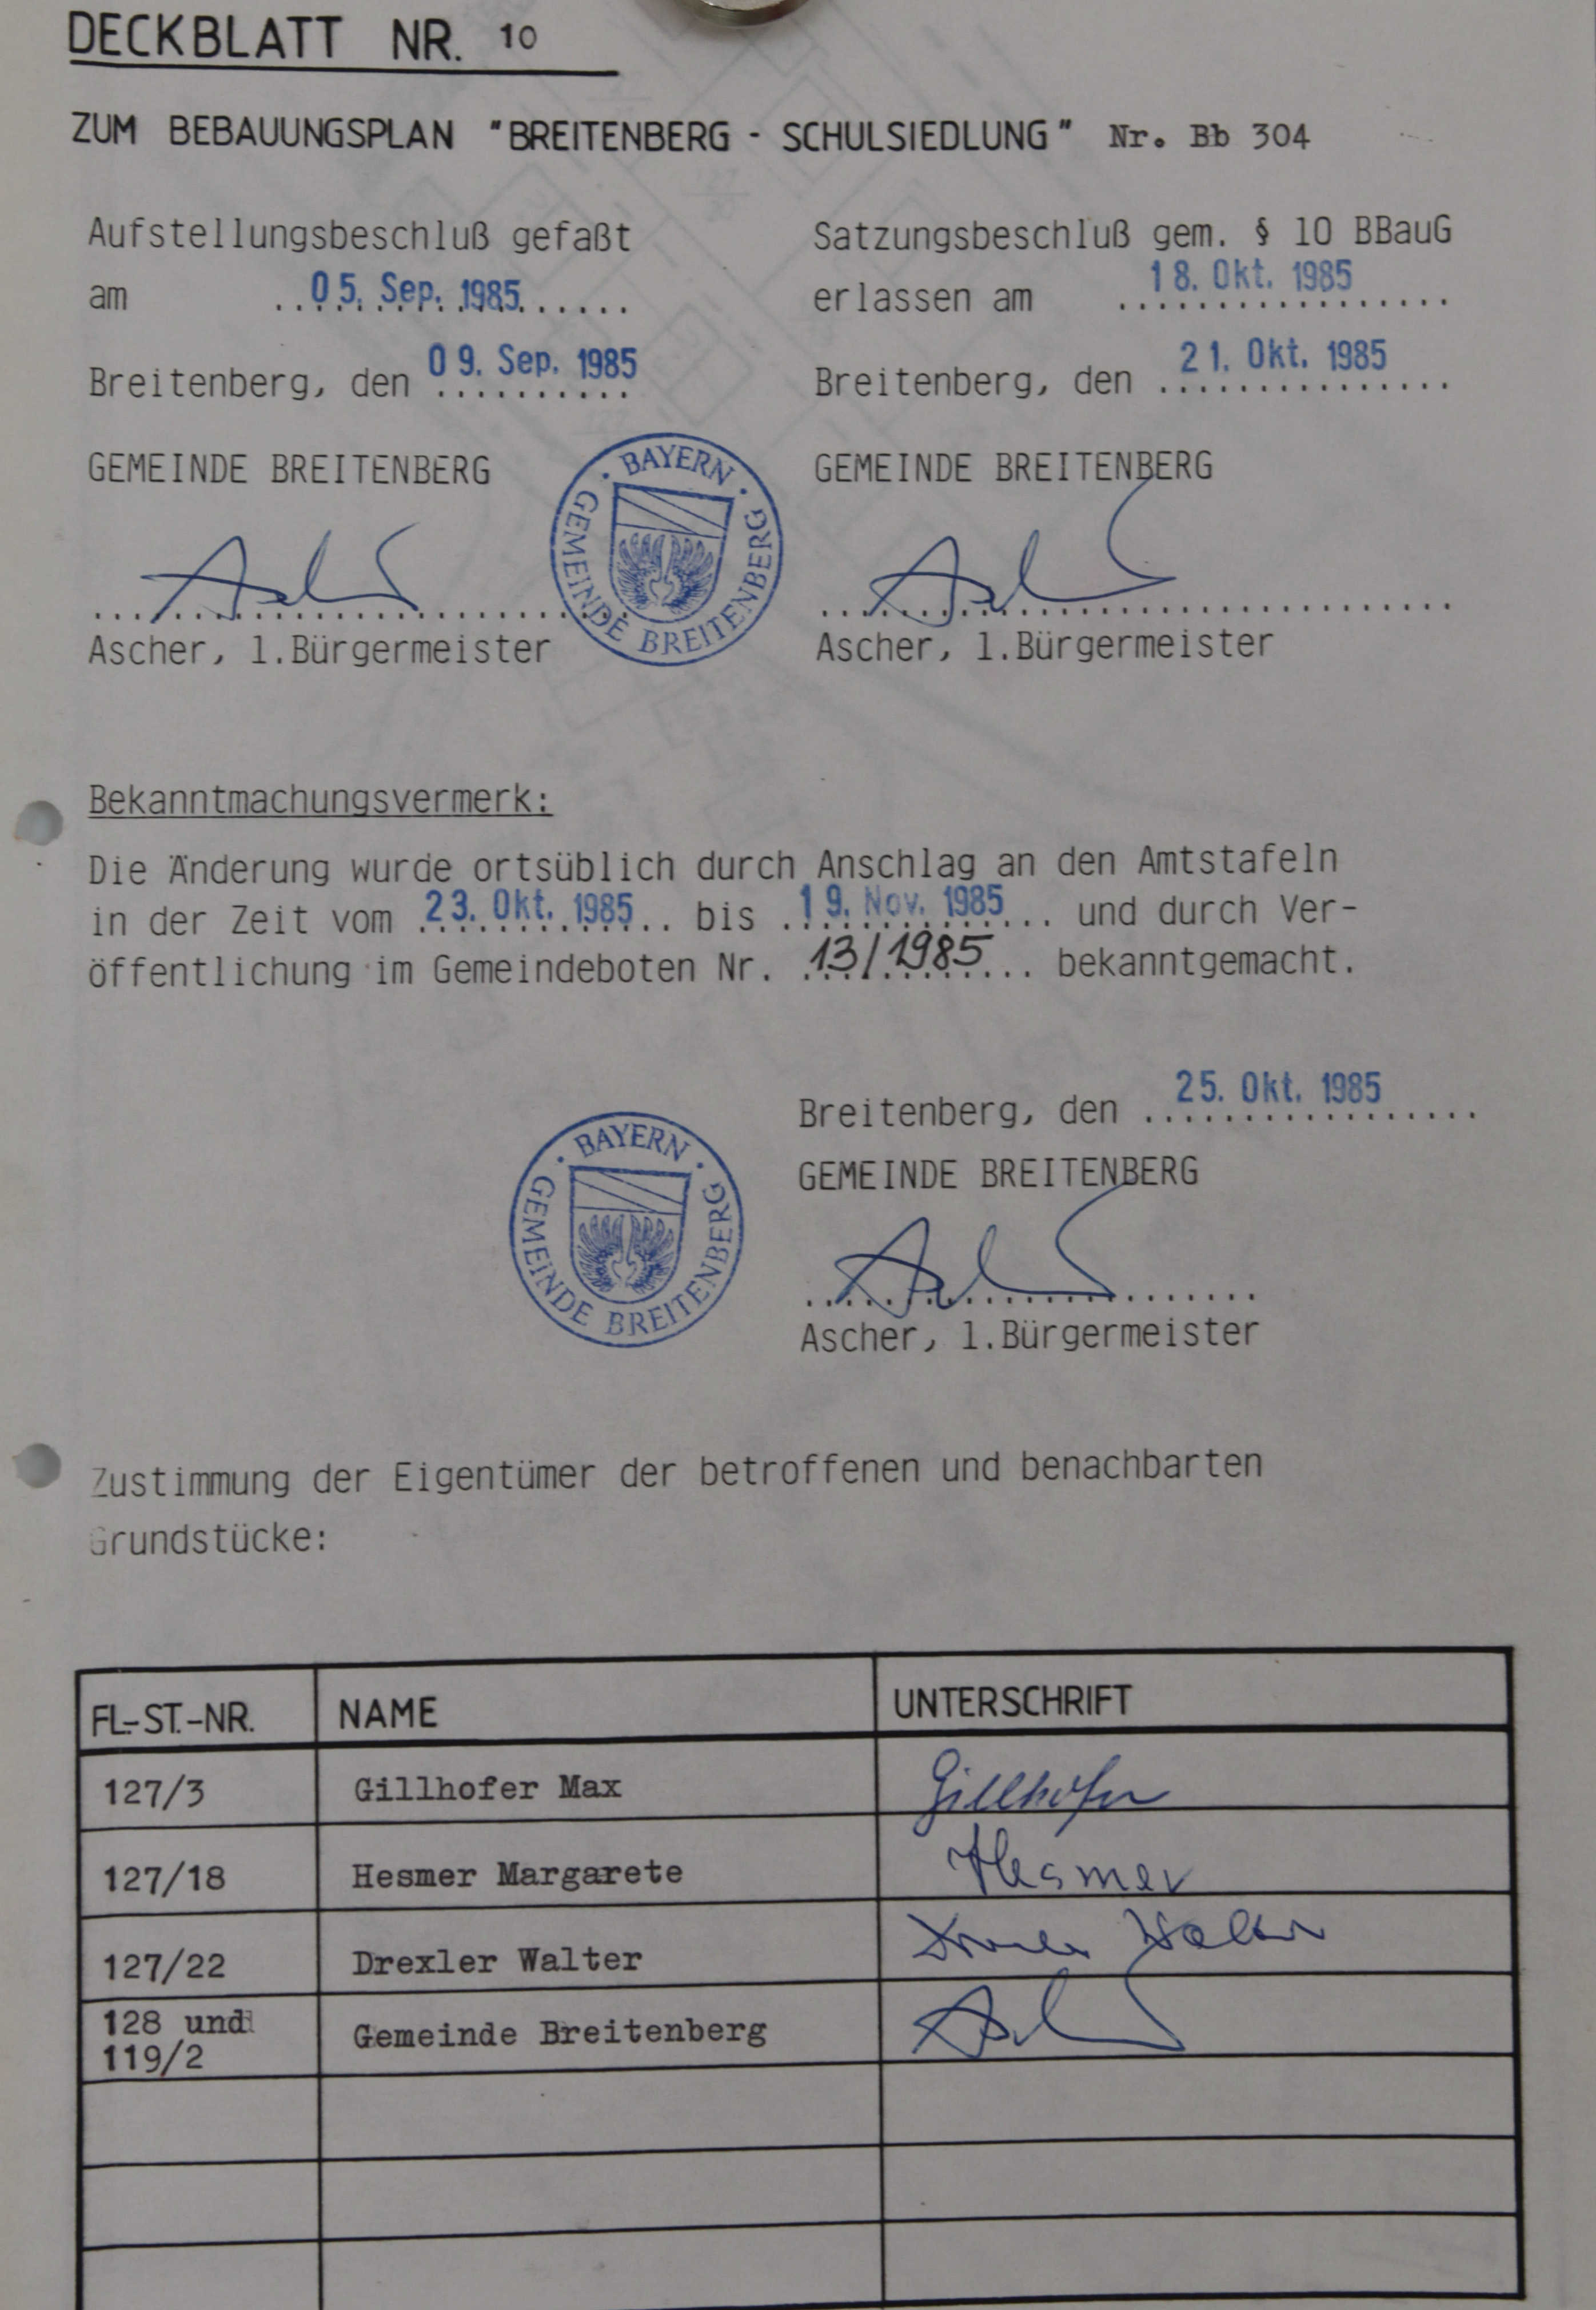 DECKBLATT NR. 10
ZUM BEBAUUNGSPLAN "BREITENBERG - SCHULSIEDLUNG" Nr. Bb 304
Aufstellungsbeschluß gefaßt
am 05. Sep. 1985
Breitenberg, den 09. Sep. 1985
GEMEINDE BREITENBERG
Ascher, 1.Bürgermeister
BAYERN
GEMEINDE BREITENBERG
Satzungsbeschluß gem. § 10 BBauG
erlassen am 18. Okt. 1985
Breitenberg, den 21. Okt. 1985
GEMEINDE BREITENBERG
Ascher, 1.Bürgermeister
Bekanntmachungsvermerk:
Die Änderung wurde ortsüblich durch Anschlag an den Amtstafeln
in der Zeit vom 23. Okt. 1985 bis 19. Nov. 1985 und durch Ver-
öffentlichung im Gemeindeboten Nr. 13/1985 bekanntgemacht.
Breitenberg, den 25. Okt. 1985
BAYERN
GEMEINDE BREITENBERG
GEMEINDE BREITENBERG
Ascher, 1.Bürgermeister
Zustimmung der Eigentümer der betroffenen und benachbarten
Grundstücke:
FL.-ST.-NR. NAME UNTERSCHRIFT
127/3 Gillhofer Max Gillhofer
127/18 Hesmer Margarete Hesmer
127/22 Drexler Walter
128 und
119/2 Gemeinde Breitenberg